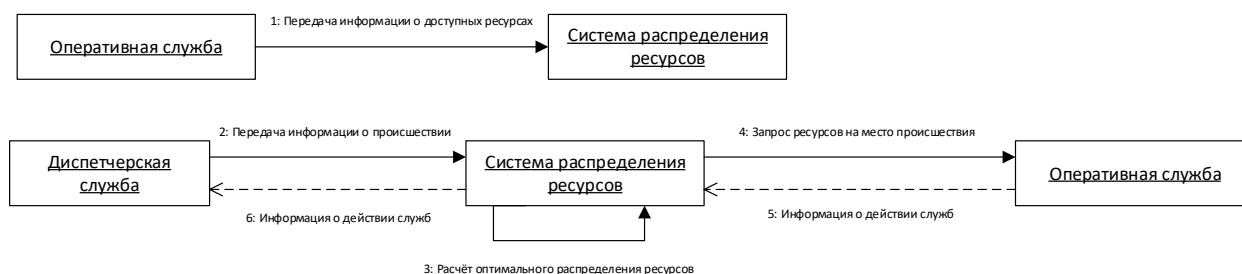 1: Передача информации о доступных ресурсах
Оперативная служба
Система распределения
ресурсов
2: Передача информации о происшествии
4: Запрос ресурсов на место происшествия
Диспетчерская
служба
Система распределения
ресурсов
Оперативная служба
6: Информация о действии служб
5: Информация о действии служб
3: Расчёт оптимального распределения ресурсов